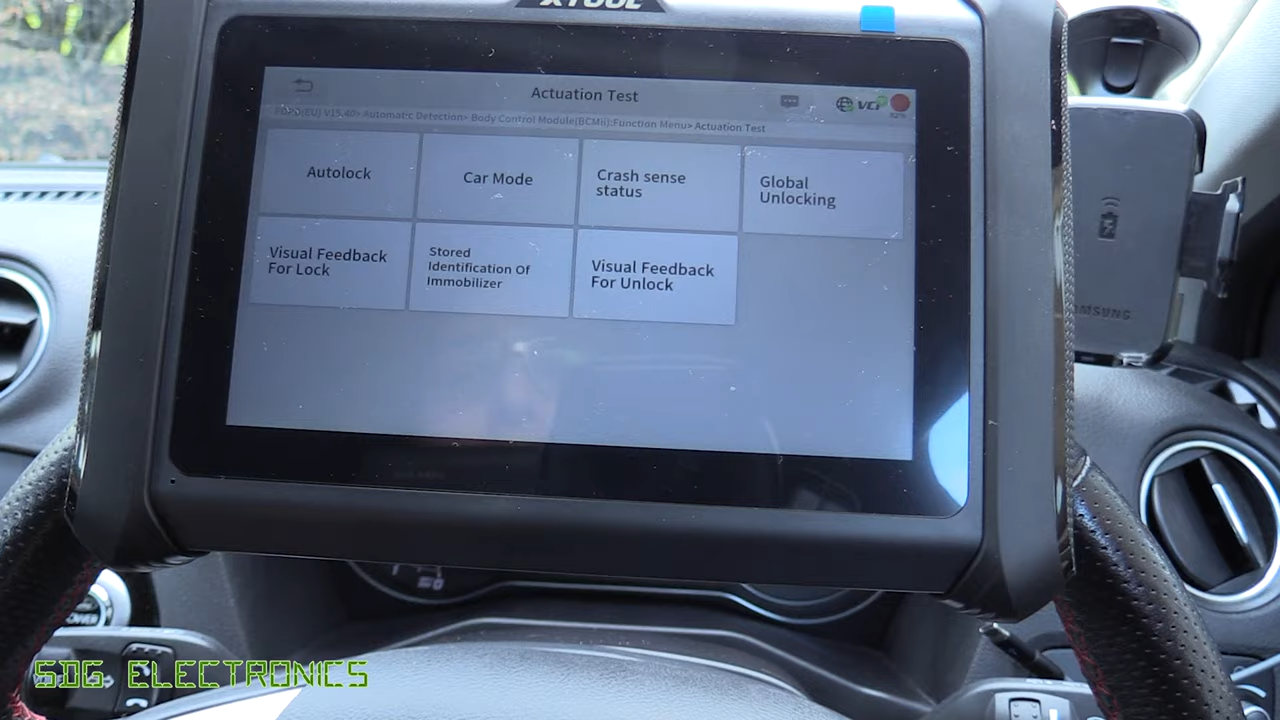 XTOOL
Actuation Test
VCI
FORD(EU) V15.40> Automatic Detection> Body Control Module(BCMii):Function Menu> Actuation Test
Autolock
Car Mode
Crash sense
status
Global
Unlocking
Visual Feedback
For Lock
Stored
Identification Of
Immobilizer
Visual Feedback
For Unlock
SAMSUNG
POWER
SDG ELECTRONICS